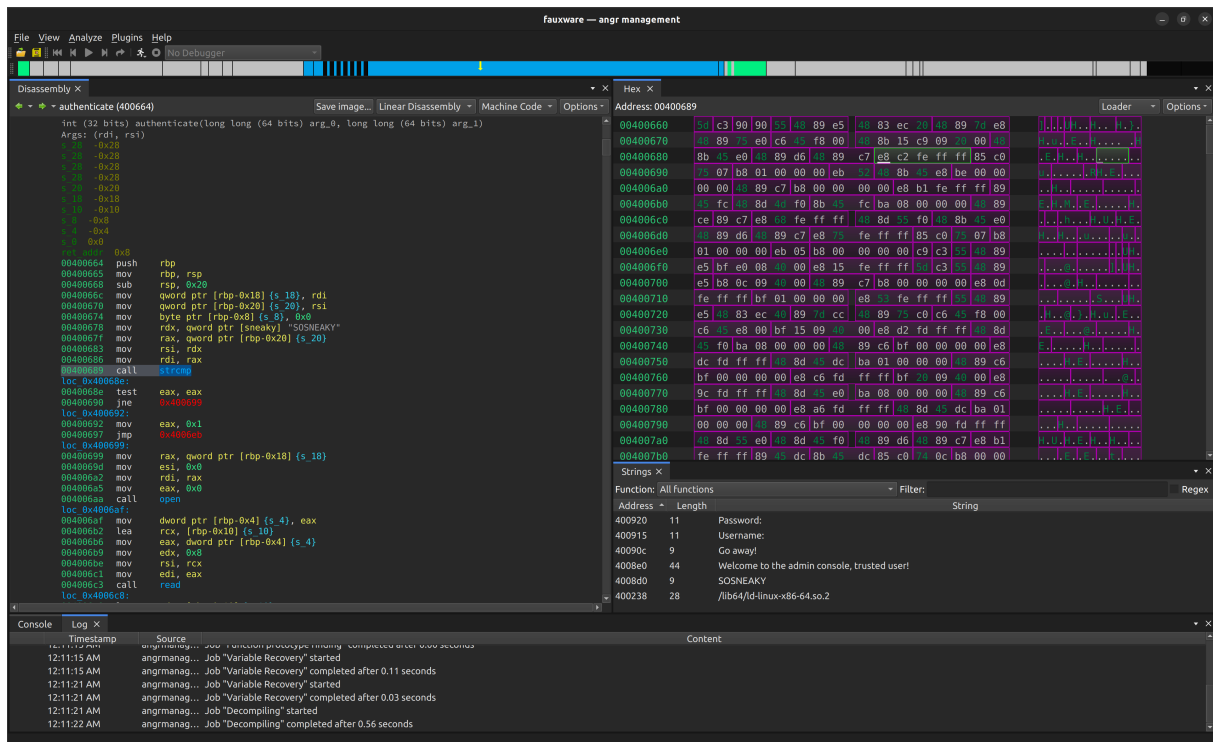 fauxware — angr management
File View Analyze Plugins Help
No Debugger
Disassembly
authenticate (400664) Save image... Linear Disassembly Machine Code Options
int (32 bits) authenticate(long long (64 bits) arg_0, long long (64 bits) arg_1)
Args: (rdi, rsi)
s_28 -0x28
s_28 -0x28
s_28 -0x28
s_28 -0x28
s_20 -0x20
s_18 -0x18
s_10 -0x10
s_8 -0x8
s_4 -0x4
s_0 0x0
ret_addr 0x8
00400664 push rbp
00400665 mov rbp, rsp
00400668 sub rsp, 0x20
0040066c mov qword ptr [rbp-0x18] {s_18}, rdi
00400670 mov qword ptr [rbp-0x20] {s_20}, rsi
00400674 mov byte ptr [rbp-0x8] {s_8}, 0x0
00400678 mov rdx, qword ptr [sneaky] "SOSNEAKY"
0040067f mov rax, qword ptr [rbp-0x20] {s_20}
00400683 mov rsi, rdx
00400686 mov rdi, rax
00400689 call strcmp
loc_0x40068e:
0040068e test eax, eax
00400690 jne 0x400699
loc_0x400692:
00400692 mov eax, 0x1
00400697 jmp 0x4006eb
loc_0x400699:
00400699 mov rax, qword ptr [rbp-0x18] {s_18}
0040069d mov esi, 0x0
004006a2 mov rdi, rax
004006a5 mov eax, 0x0
004006aa call open
loc_0x4006af:
004006af mov dword ptr [rbp-0x4] {s_4}, eax
004006b2 lea rcx, [rbp-0x10] {s_10}
004006b6 mov eax, dword ptr [rbp-0x4] {s_4}
004006b9 mov edx, 0x8
004006be mov rsi, rcx
004006c1 mov edi, eax
004006c3 call read
loc_0x4006c8:
Hex
Address: 00400689 Loader Options
00400660 5d c3 90 90 55 48 89 e5 48 83 ec 20 48 89 7d e8
00400670 48 89 75 e0 c6 45 f8 00 48 8b 15 c9 09 20 00 48
00400680 8b 45 e0 48 89 d6 48 89 c7 e8 c2 fe ff ff 85 c0
00400690 75 07 b8 01 00 00 00 eb 52 48 8b 45 e8 be 00 00
004006a0 00 00 48 89 c7 b8 00 00 00 00 e8 b1 fe ff ff 89
004006b0 45 fc 48 8d 4d f0 8b 45 fc ba 08 00 00 00 48 89
004006c0 ce 89 c7 e8 68 fe ff ff 48 8d 55 f0 48 8b 45 e0
004006d0 48 89 d6 48 89 c7 e8 75 fe ff ff 85 c0 75 07 b8
004006e0 01 00 00 00 eb 05 b8 00 00 00 00 c9 c3 55 48 89
004006f0 e5 bf e0 08 40 00 e8 15 fe ff ff 5d c3 55 48 89
00400700 e5 b8 0c 09 40 00 48 89 c7 b8 00 00 00 00 e8 0d
00400710 fe ff ff bf 01 00 00 00 e8 53 fe ff ff 55 48 89
00400720 e5 48 83 ec 40 89 7d cc 48 89 75 c0 c6 45 f8 00
00400730 c6 45 e8 00 bf 15 09 40 00 e8 d2 fd ff ff 48 8d
00400740 45 f0 ba 08 00 00 00 48 89 c6 bf 00 00 00 00 e8
00400750 dc fd ff ff 48 8d 45 dc ba 01 00 00 00 48 89 c6
00400760 bf 00 00 00 00 e8 c6 fd ff ff bf 20 09 40 00 e8
00400770 9c fd ff ff 48 8d 45 e0 ba 08 00 00 00 48 89 c6
00400780 bf 00 00 00 00 e8 a6 fd ff ff 48 8d 45 dc ba 01
00400790 00 00 00 48 89 c6 bf 00 00 00 00 e8 90 fd ff ff
004007a0 48 8d 55 e0 48 8d 45 f0 48 89 d6 48 89 c7 e8 b1
004007b0 fe ff ff 89 45 dc 8b 45 dc 85 c0 74 0c b8 00 00
Strings
Function: All functions Filter: Regex
Address Length String
400920 11 Password:
400915 11 Username:
40090c 9 Go away!
4008e0 44 Welcome to the admin console, trusted user!
4008d0 9 SOSNEAKY
400238 28 /lib64/ld-linux-x86-64.so.2
Console Log
Timestamp Source Content
12:11:15 AM angrmanag... Job "Function prototype finding" completed after 0.00 seconds
12:11:15 AM angrmanag... Job "Variable Recovery" started
12:11:15 AM angrmanag... Job "Variable Recovery" completed after 0.11 seconds
12:11:21 AM angrmanag... Job "Variable Recovery" started
12:11:21 AM angrmanag... Job "Variable Recovery" completed after 0.03 seconds
12:11:21 AM angrmanag... Job "Decompiling" started
12:11:22 AM angrmanag... Job "Decompiling" completed after 0.56 seconds